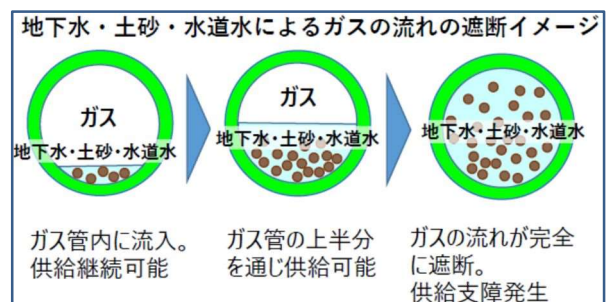 地下水・土砂・水道水によるガスの流れの遮断イメージ
ガス
地下水・土砂・水道水
ガス
地下水・土砂・水道水
地下水・土砂・水道水
ガス管内に流入。
供給継続可能
ガス管の上半分
を通じ供給可能
ガスの流れが完全
に遮断。
供給支障発生